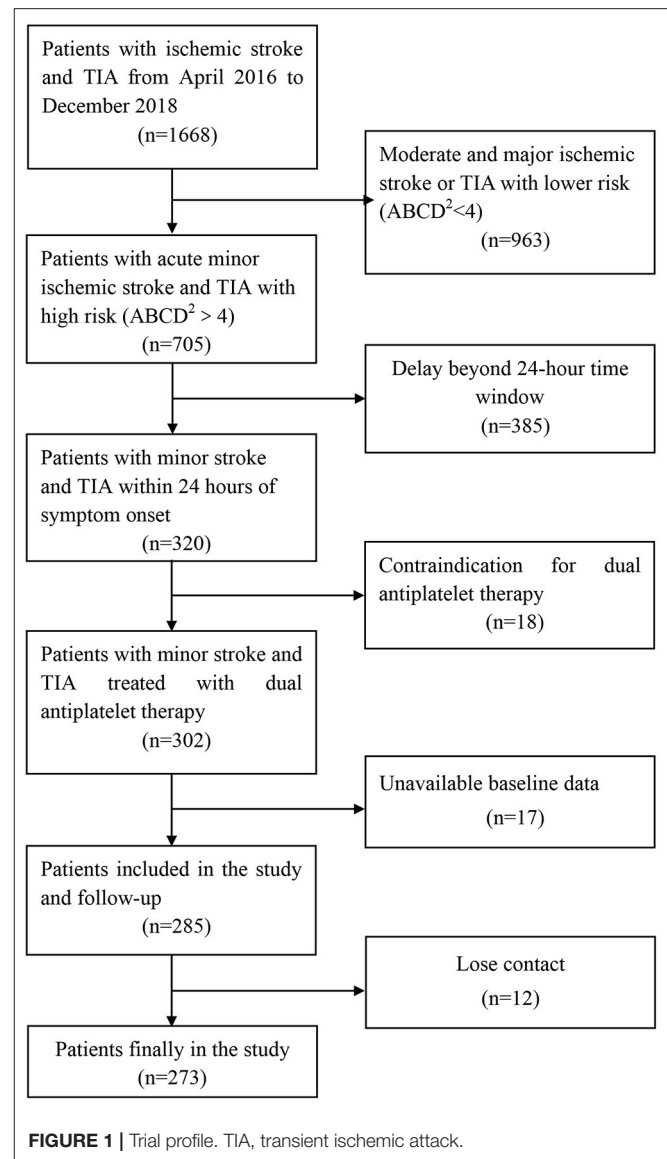 Patients with ischemic stroke
and TIA from April 2016 to
December 2018
(n=1668)
Moderate and major ischemic
stroke or TIA with lower risk
(ABCD²<4)
(n=963)
Patients with acute minor
ischemic stroke and TIA with
high risk (ABCD² > 4)
(n=705)
Delay beyond 24-hour time
window
(n=385)
Patients with minor stroke
and TIA within 24 hours of
symptom onset
(n=320)
Contraindication for dual
antiplatelet therapy
(n=18)
Patients with minor stroke and
TIA treated with dual
antiplatelet therapy
(n=302)
Unavailable baseline data
(n=17)
Patients included in the study
and follow-up
(n=285)
Lose contact
(n=12)
Patients finally in the study
(n=273)
FIGURE 1 | Trial profile. TIA, transient ischemic attack.